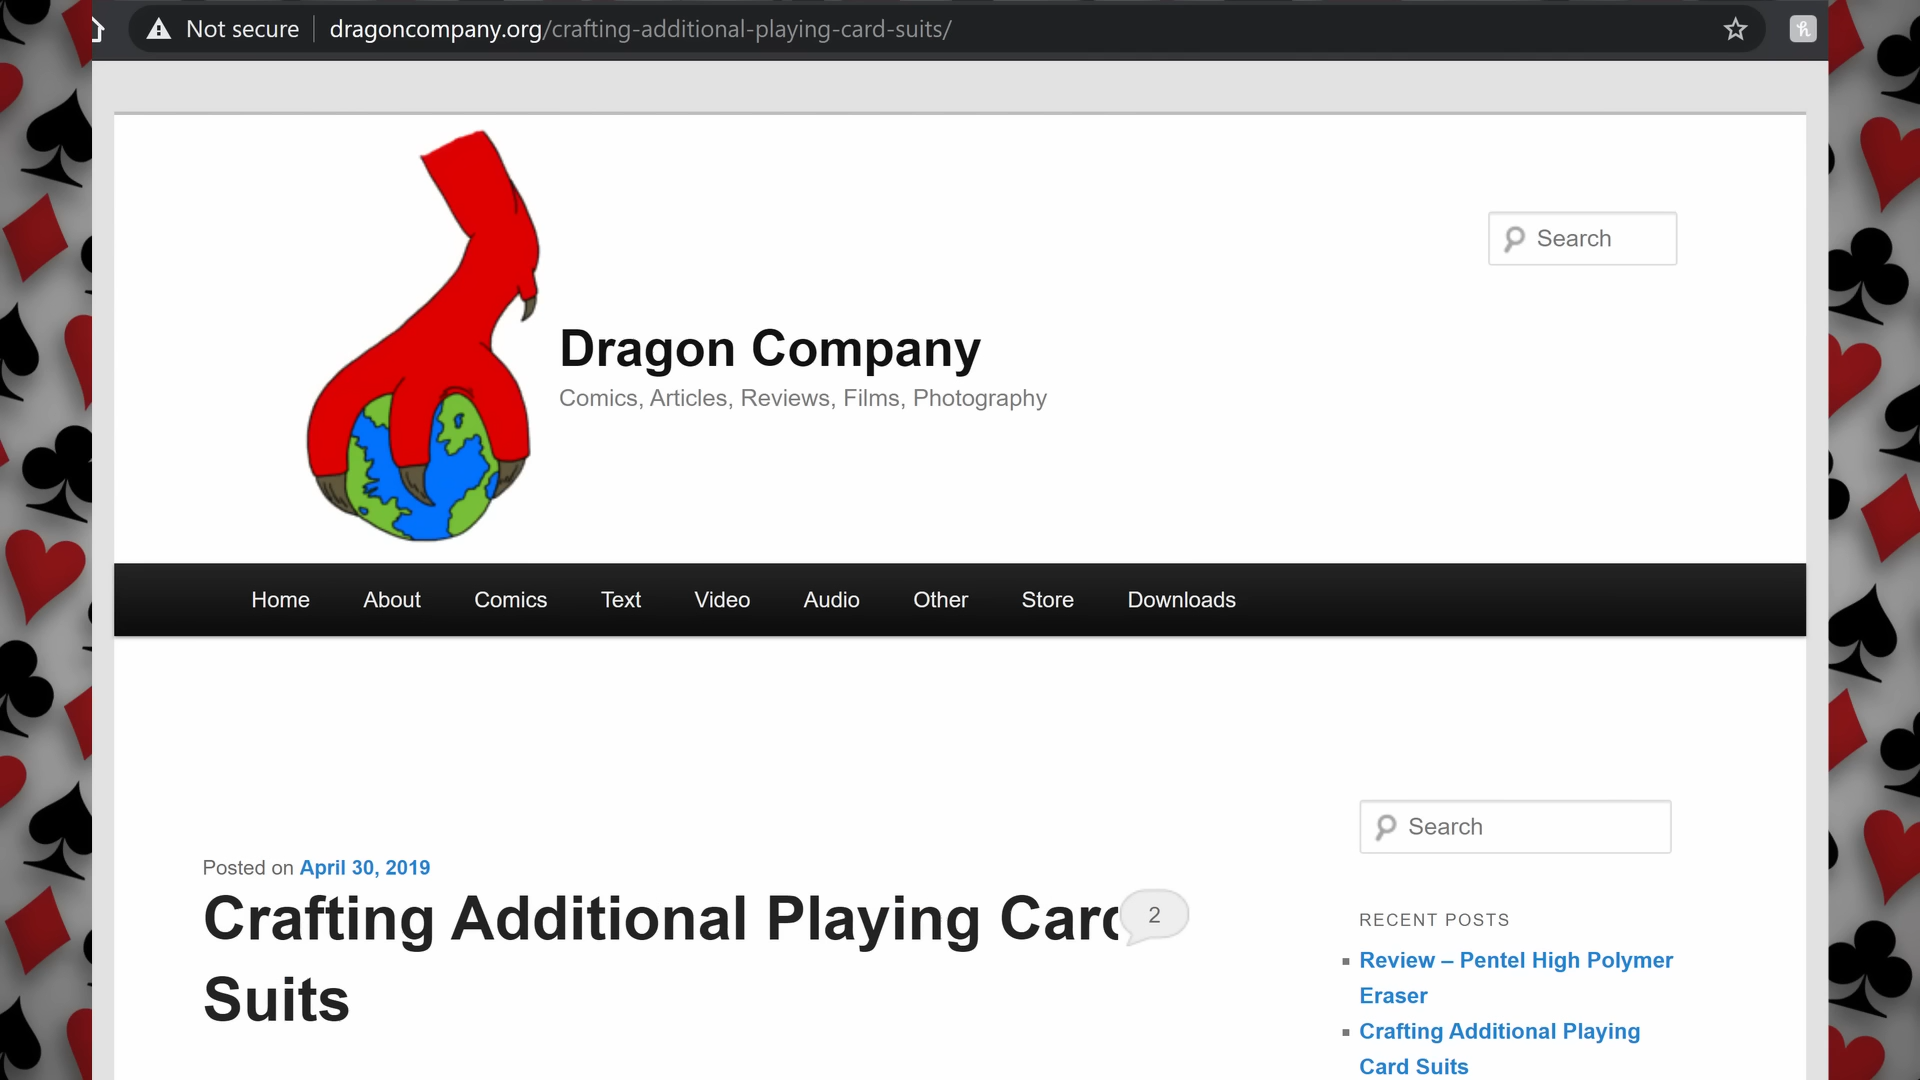 Not secure
dragoncompany.org/crafting-additional-playing-card-suits/
Search
Dragon Company
Comics, Articles, Reviews, Films, Photography
Home About Comics Text Video Audio Other Store Downloads
Search
Posted on April 30, 2019
Crafting Additional Playing Card
Suits
2
RECENT POSTS
Review – Pentel High Polymer
Eraser
Crafting Additional Playing
Card Suits